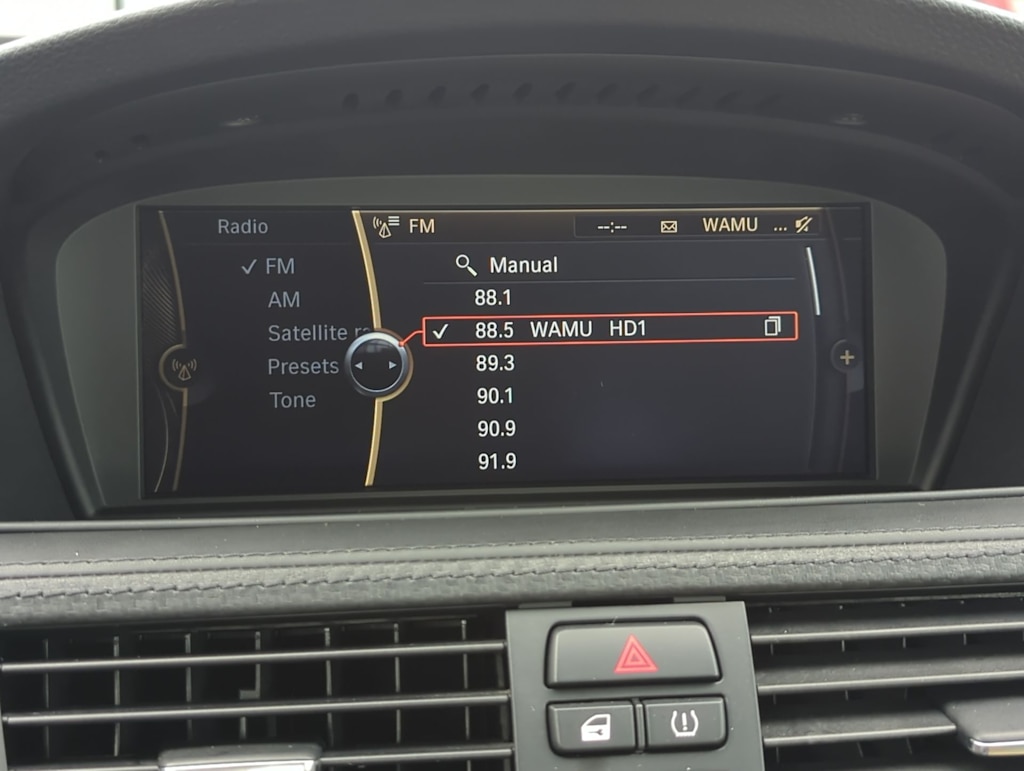 Radio
FM
--:--
WAMU ...
FM
AM
Satellite ra
Presets
Tone
Manual
88.1
88.5 WAMU HD1
89.3
90.1
90.9
91.9